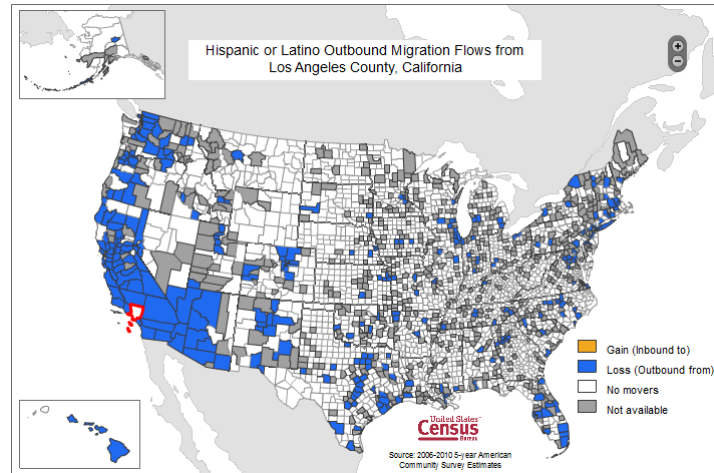 Hispanic or Latino Outbound Migration Flows from
Los Angeles County, California
Gain (Inbound to)
Loss (Outbound from)
No movers
Not available
United States™
Census
Bureau
Source: 2006-2010 5-year American
Community Survey Estimates